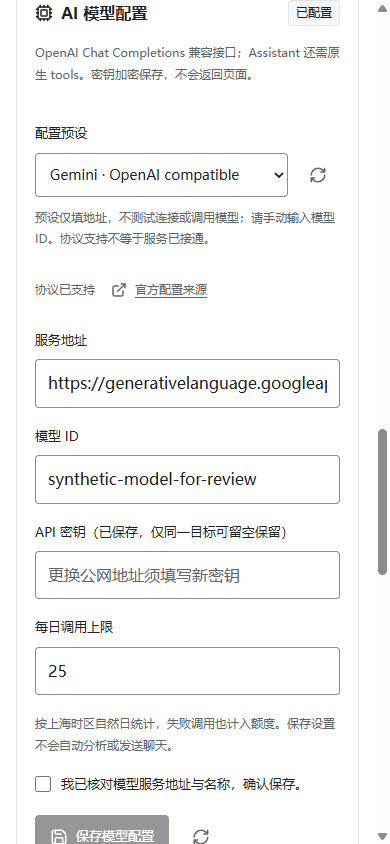 AI 模型配置
已配置
OpenAI Chat Completions 兼容接口；Assistant 还需原
生 tools。密钥加密保存，不会返回页面。
配置预设
Gemini · OpenAI compatible
预设仅填地址，不测试连接或调用模型；请手动输入模型
ID。协议支持不等于服务已接通。
协议已支持 官方配置来源
服务地址
https://generativelanguage.googleap
模型 ID
synthetic-model-for-review
API 密钥（已保存，仅同一目标可留空保留）
更换公网地址须填写新密钥
每日调用上限
25
按上海时区自然日统计，失败调用也计入额度。保存设置
不会自动分析或发送聊天。
我已核对模型服务地址与名称，确认保存。
保存模型配置